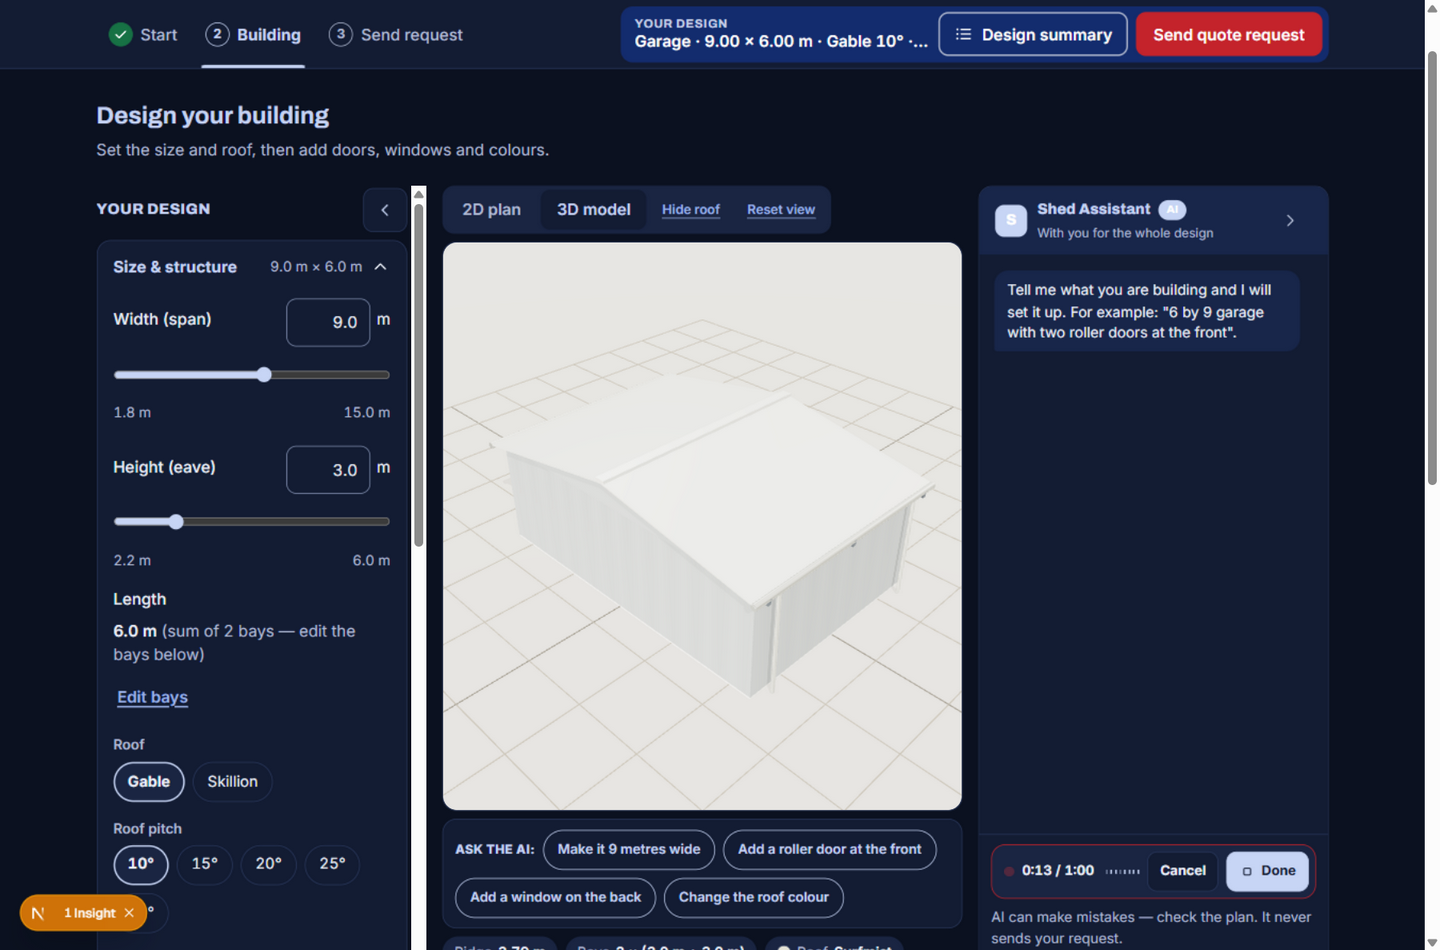 Start
2 Building
3 Send request
YOUR DESIGN
Garage · 9.00 × 6.00 m · Gable 10° ·...
Design summary
Send quote request
Design your building
Set the size and roof, then add doors, windows and colours.
YOUR DESIGN
Size & structure 9.0 m × 6.0 m
Width (span) 9.0 m
1.8 m 15.0 m
Height (eave) 3.0 m
2.2 m 6.0 m
Length
6.0 m (sum of 2 bays — edit the
bays below)
Edit bays
Roof
Gable Skillion
Roof pitch
10° 15° 20° 25°
N 1 Insight
2D plan 3D model Hide roof Reset view
ASK THE AI: Make it 9 metres wide Add a roller door at the front
Add a window on the back Change the roof colour
S Shed Assistant AI
With you for the whole design
Tell me what you are building and I will
set it up. For example: "6 by 9 garage
with two roller doors at the front".
0:13 / 1:00 Cancel Done
AI can make mistakes — check the plan. It never
sends your request.